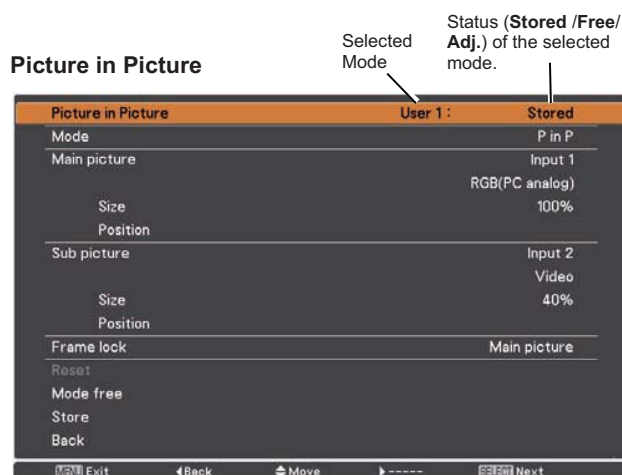 Picture in Picture
Selected
Mode
Status (Stored /Free/
Adj.) of the selected
mode.
Picture in Picture User 1 : Stored
Mode P in P
Main picture Input 1
RGB(PC analog)
Size 100%
Position
Sub picture Input 2
Video
Size 40%
Position
Frame lock Main picture
Reset
Mode free
Store
Back
MENU Exit ◀Back ⬍Move ▶----- SELECT Next